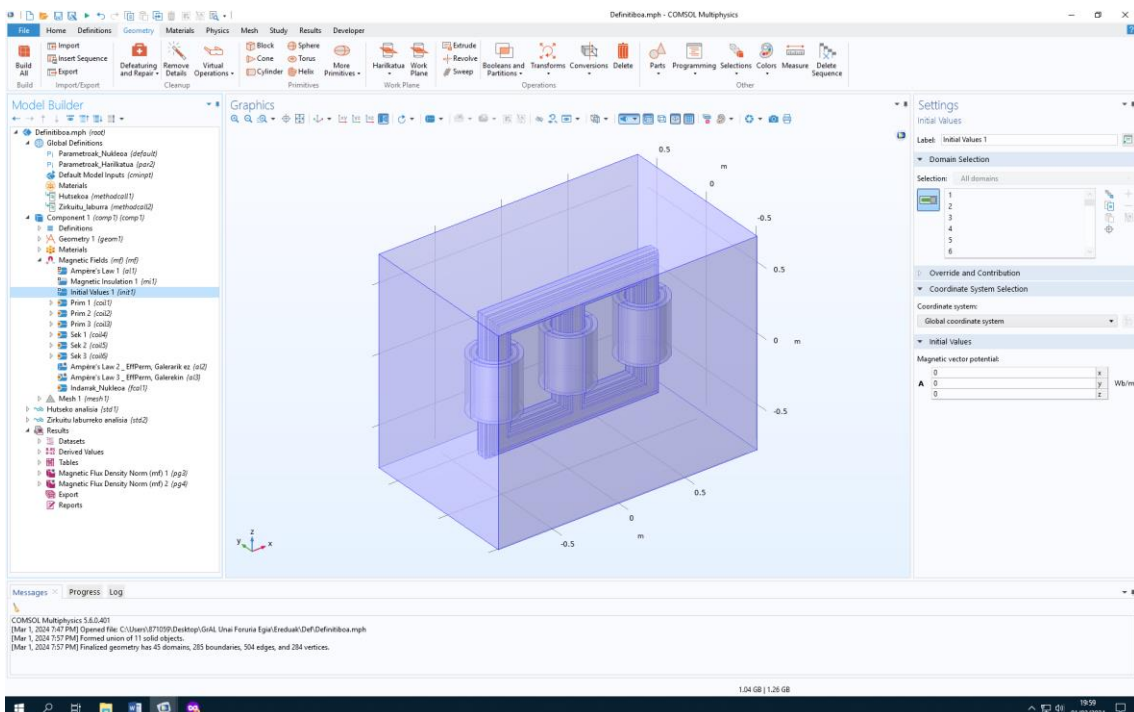 Definitiboa.mph - COMSOL Multiphysics
File Home Definitions Geometry Materials Physics Mesh Study Results Developer
Build All
Import
Insert Sequence
Export
Defeaturing and Repair
Remove Details
Virtual Operations
Block Sphere
Cone Torus
Cylinder Helix
More Primitives
Harilkatua
Work Plane
Extrude
Revolve
Sweep
Booleans and Partitions
Transforms
Conversions
Delete
Parts
Programming
Selections
Colors
Measure
Delete Sequence
Build Import/Export Cleanup Primitives Work Plane Operations Other
Model Builder
Definitiboa.mph (root)
Global Definitions
Pi Parametroak_Nukleoa (default)
Pi Parametroak_Harilkatua (par2)
Default Model Inputs (cminpt)
Materials
Hutsekoa (methodcall1)
Zirkuitu_laburra (methodcall2)
Component 1 (comp1) (comp1)
Definitions
Geometry 1 (geom1)
Materials
Magnetic Fields (mf) (mf)
Ampère's Law 1 (al1)
Magnetic Insulation 1 (mi1)
Initial Values 1 (init1)
Prim 1 (coil1)
Prim 2 (coil2)
Prim 3 (coil3)
Sek 1 (coil4)
Sek 2 (coil5)
Sek 3 (coil6)
Ampère's Law 2 _ EffPerm, Galerarik ez (al2)
Ampère's Law 3 _ EffPerm, Galerekin (al3)
Indarrak_Nukleoa (fcal1)
Mesh 1 (mesh1)
Hutseko analisia (std1)
Zirkuitu laburreko analisia (std2)
Results
Datasets
Derived Values
Tables
Magnetic Flux Density Norm (mf) 1 (pg3)
Magnetic Flux Density Norm (mf) 2 (pg4)
Export
Reports
Graphics
0.5
m
0
-0.5
0.5
0 m
-0.5
0.5
0
m
-0.5
z
y
x
Settings
Initial Values
Label: Initial Values 1
Domain Selection
Selection: All domains
1
2
3
4
5
6
Override and Contribution
Coordinate System Selection
Coordinate system:
Global coordinate system
Initial Values
Magnetic vector potential:
0 x
A 0 y Wb/m
0 z
Messages Progress Log
COMSOL Multiphysics 5.6.0.401
[Mar 1, 2024 7:47 PM] Opened file: C:\Users\871059\Desktop\GrAL Unai Foruria Egia\Ereduak\Def\Definitiboa.mph
[Mar 1, 2024 7:57 PM] Formed union of 11 solid objects.
[Mar 1, 2024 7:57 PM] Finalized geometry has 45 domains, 285 boundaries, 504 edges, and 284 vertices.
1.04 GB | 1.26 GB
19:59